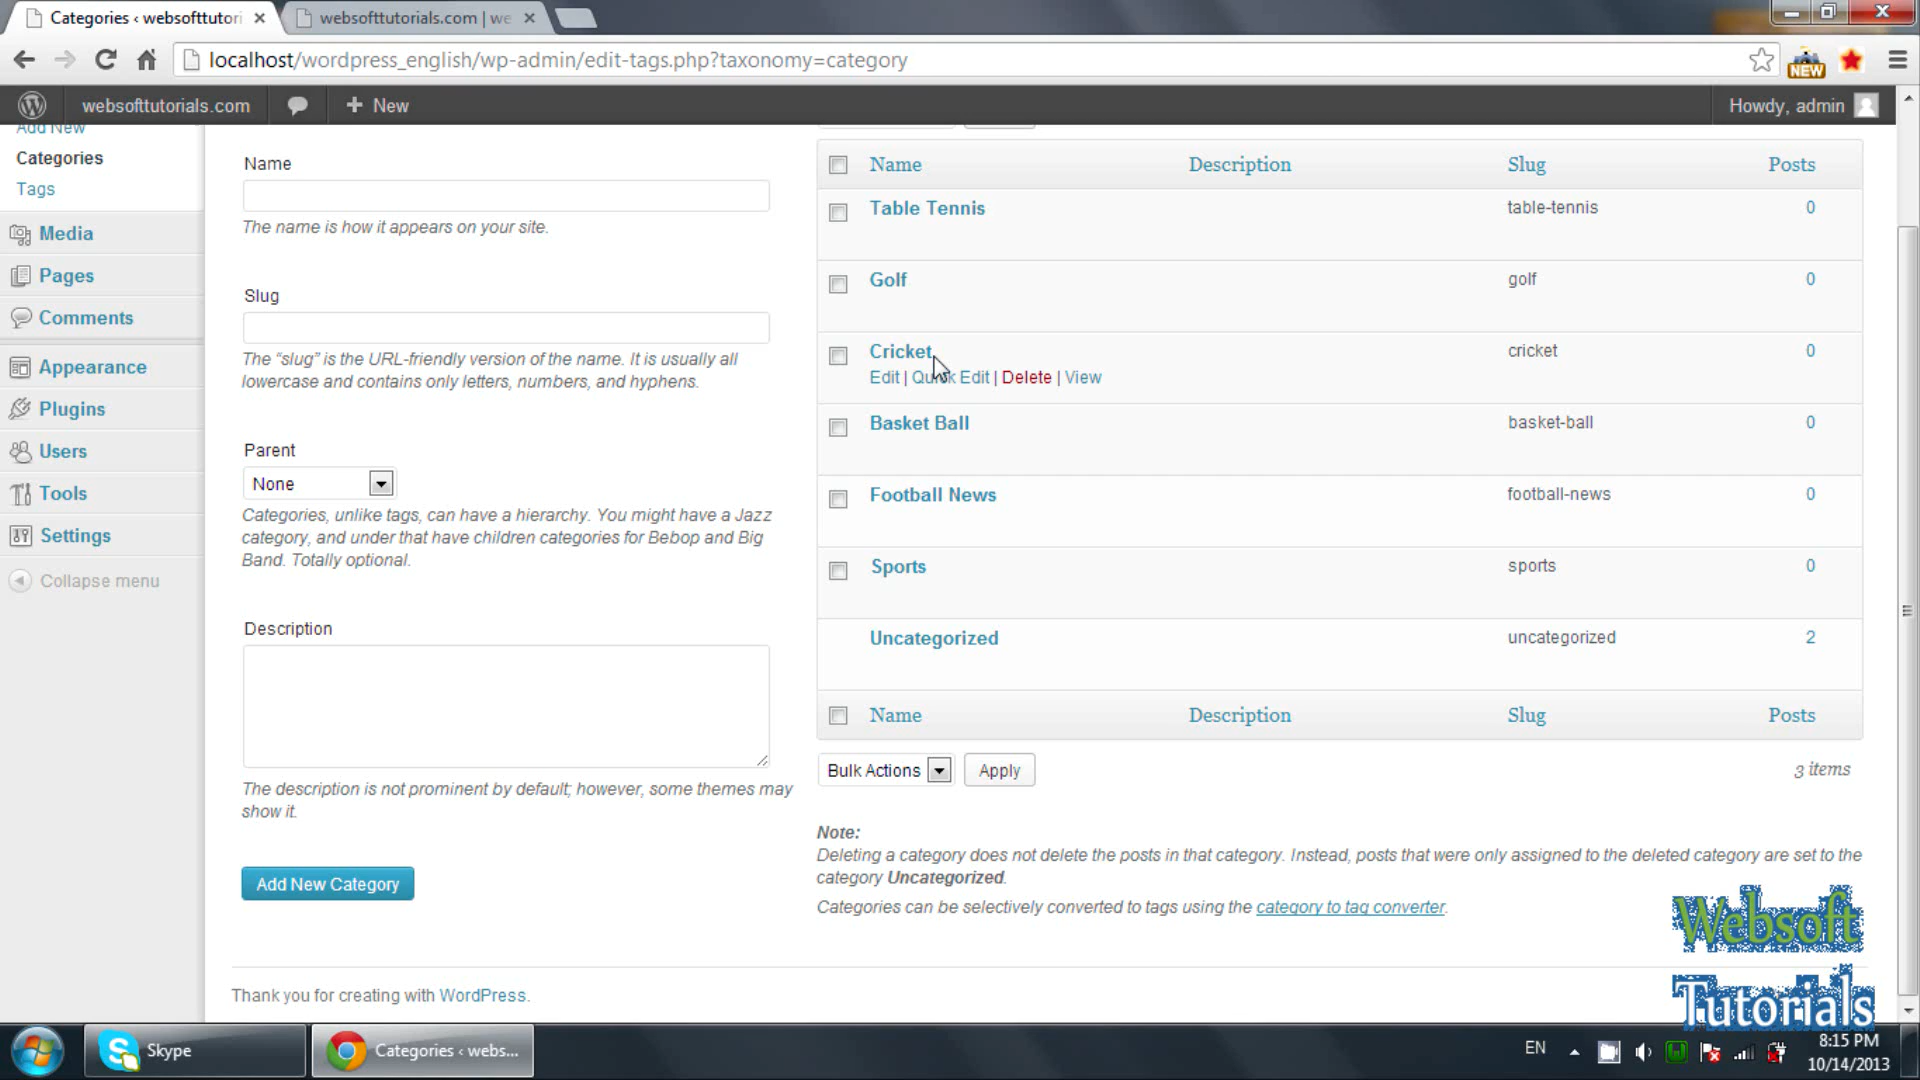 Categories ‹ websofttutori
websofttutorials.com | we
localhost/wordpress_english/wp-admin/edit-tags.php?taxonomy=category
NEW
websofttutorials.com
+ New
Howdy, admin
Add New
Categories
Tags
Media
Pages
Comments
Appearance
Plugins
Users
Tools
Settings
Collapse menu
Name
The name is how it appears on your site.
Slug
The “slug” is the URL-friendly version of the name. It is usually all
lowercase and contains only letters, numbers, and hyphens.
Parent
None
Categories, unlike tags, can have a hierarchy. You might have a Jazz
category, and under that have children categories for Bebop and Big
Band. Totally optional.
Description
The description is not prominent by default; however, some themes may
show it.
Add New Category
Name Description Slug Posts
Table Tennis table-tennis 0
Golf golf 0
Cricket cricket 0
Edit | Quick Edit | Delete | View
Basket Ball basket-ball 0
Football News football-news 0
Sports sports 0
Uncategorized uncategorized 2
Name Description Slug Posts
Bulk Actions Apply 3 items
Note:
Deleting a category does not delete the posts in that category. Instead, posts that were only assigned to the deleted category are set to the
category Uncategorized.
Categories can be selectively converted to tags using the category to tag converter.
Thank you for creating with WordPress.
Websoft
Tutorials
Skype
Categories ‹ webs...
EN
8:15 PM
10/14/2013